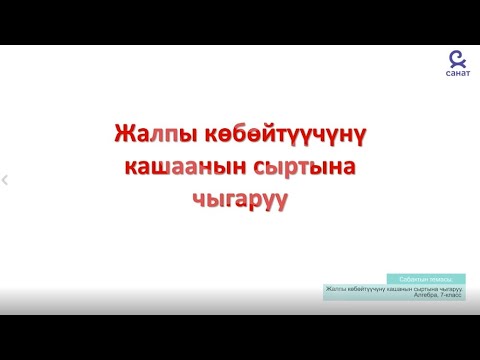 санат
Жалпы көбөйтүүчүнү
кашаанын сыртына
чыгаруу
Сабактын темасы
Жалпы көбөйтүүчүнү кашаанын сыртына чыгаруу.
Алгебра, 7-класс